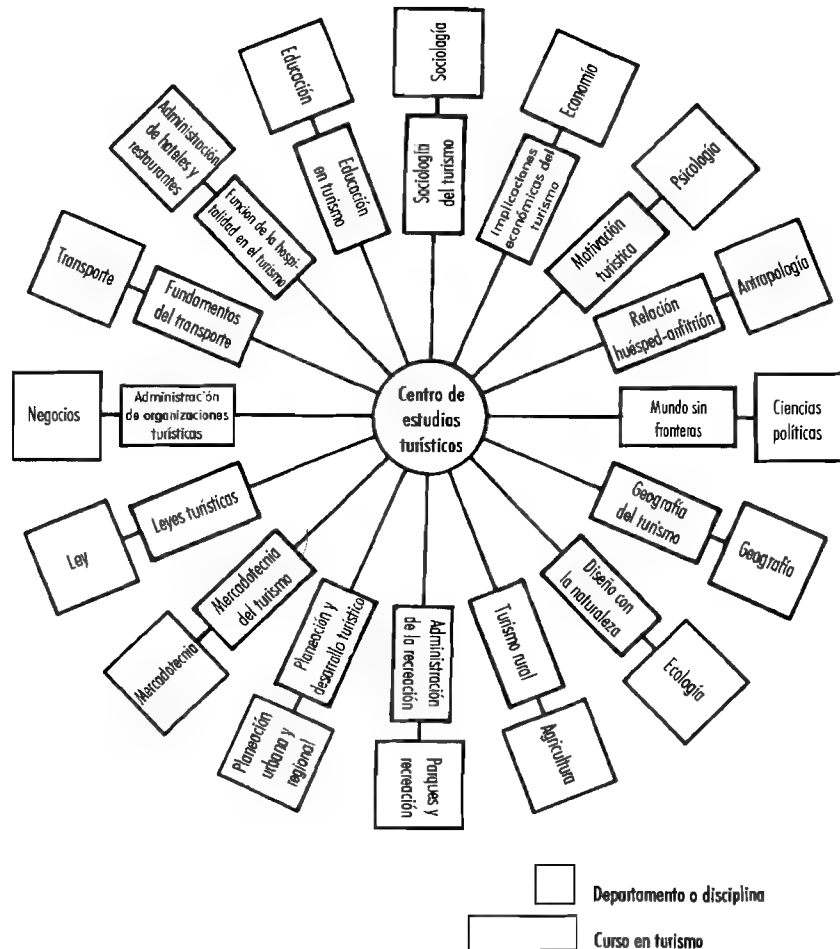 Sociología
Sociología
del turismo
Economío
Implicaciones
económicas del
turismo
Psicología
Motivación
turística
Antrapología
Relación
huésped-anfitrión
Ciencias
políticas
Mundo sin
fronteras
Geografía
Geografía
del turismo
Ecología
Diseño con
la naturaleza
Agricultura
Turismo rural
Parques y
recreación
Administración
de la recreación
Planeación
urbana y
regional
Planeación y
desarrollo turístico
Mercadotecnia
Mercadotecnia
del turismo
Ley
Leyes turísticas
Negocios
Administración
de organizaciones
turísticas
Transporte
Fundamentos
del transporte
Administración
de hoteles y
restaurantes
Funcion de la hospi-
talidad en el turismo
Educación
Educación
en turismo
Centro de
estudias
turísticos
Departamento o disciplina
Curso en turismo